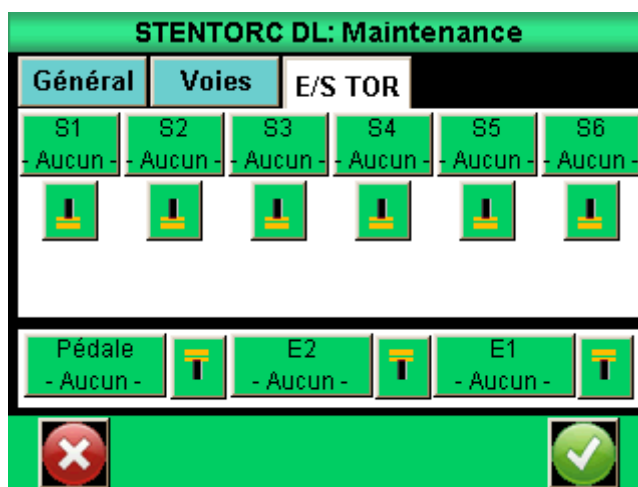 STENTORC DL: Maintenance
Général Voies E/S TOR
S1 S2 S3 S4 S5 S6
- Aucun - - Aucun - - Aucun - - Aucun - - Aucun - - Aucun -
Pédale E2 E1
- Aucun - - Aucun - - Aucun -